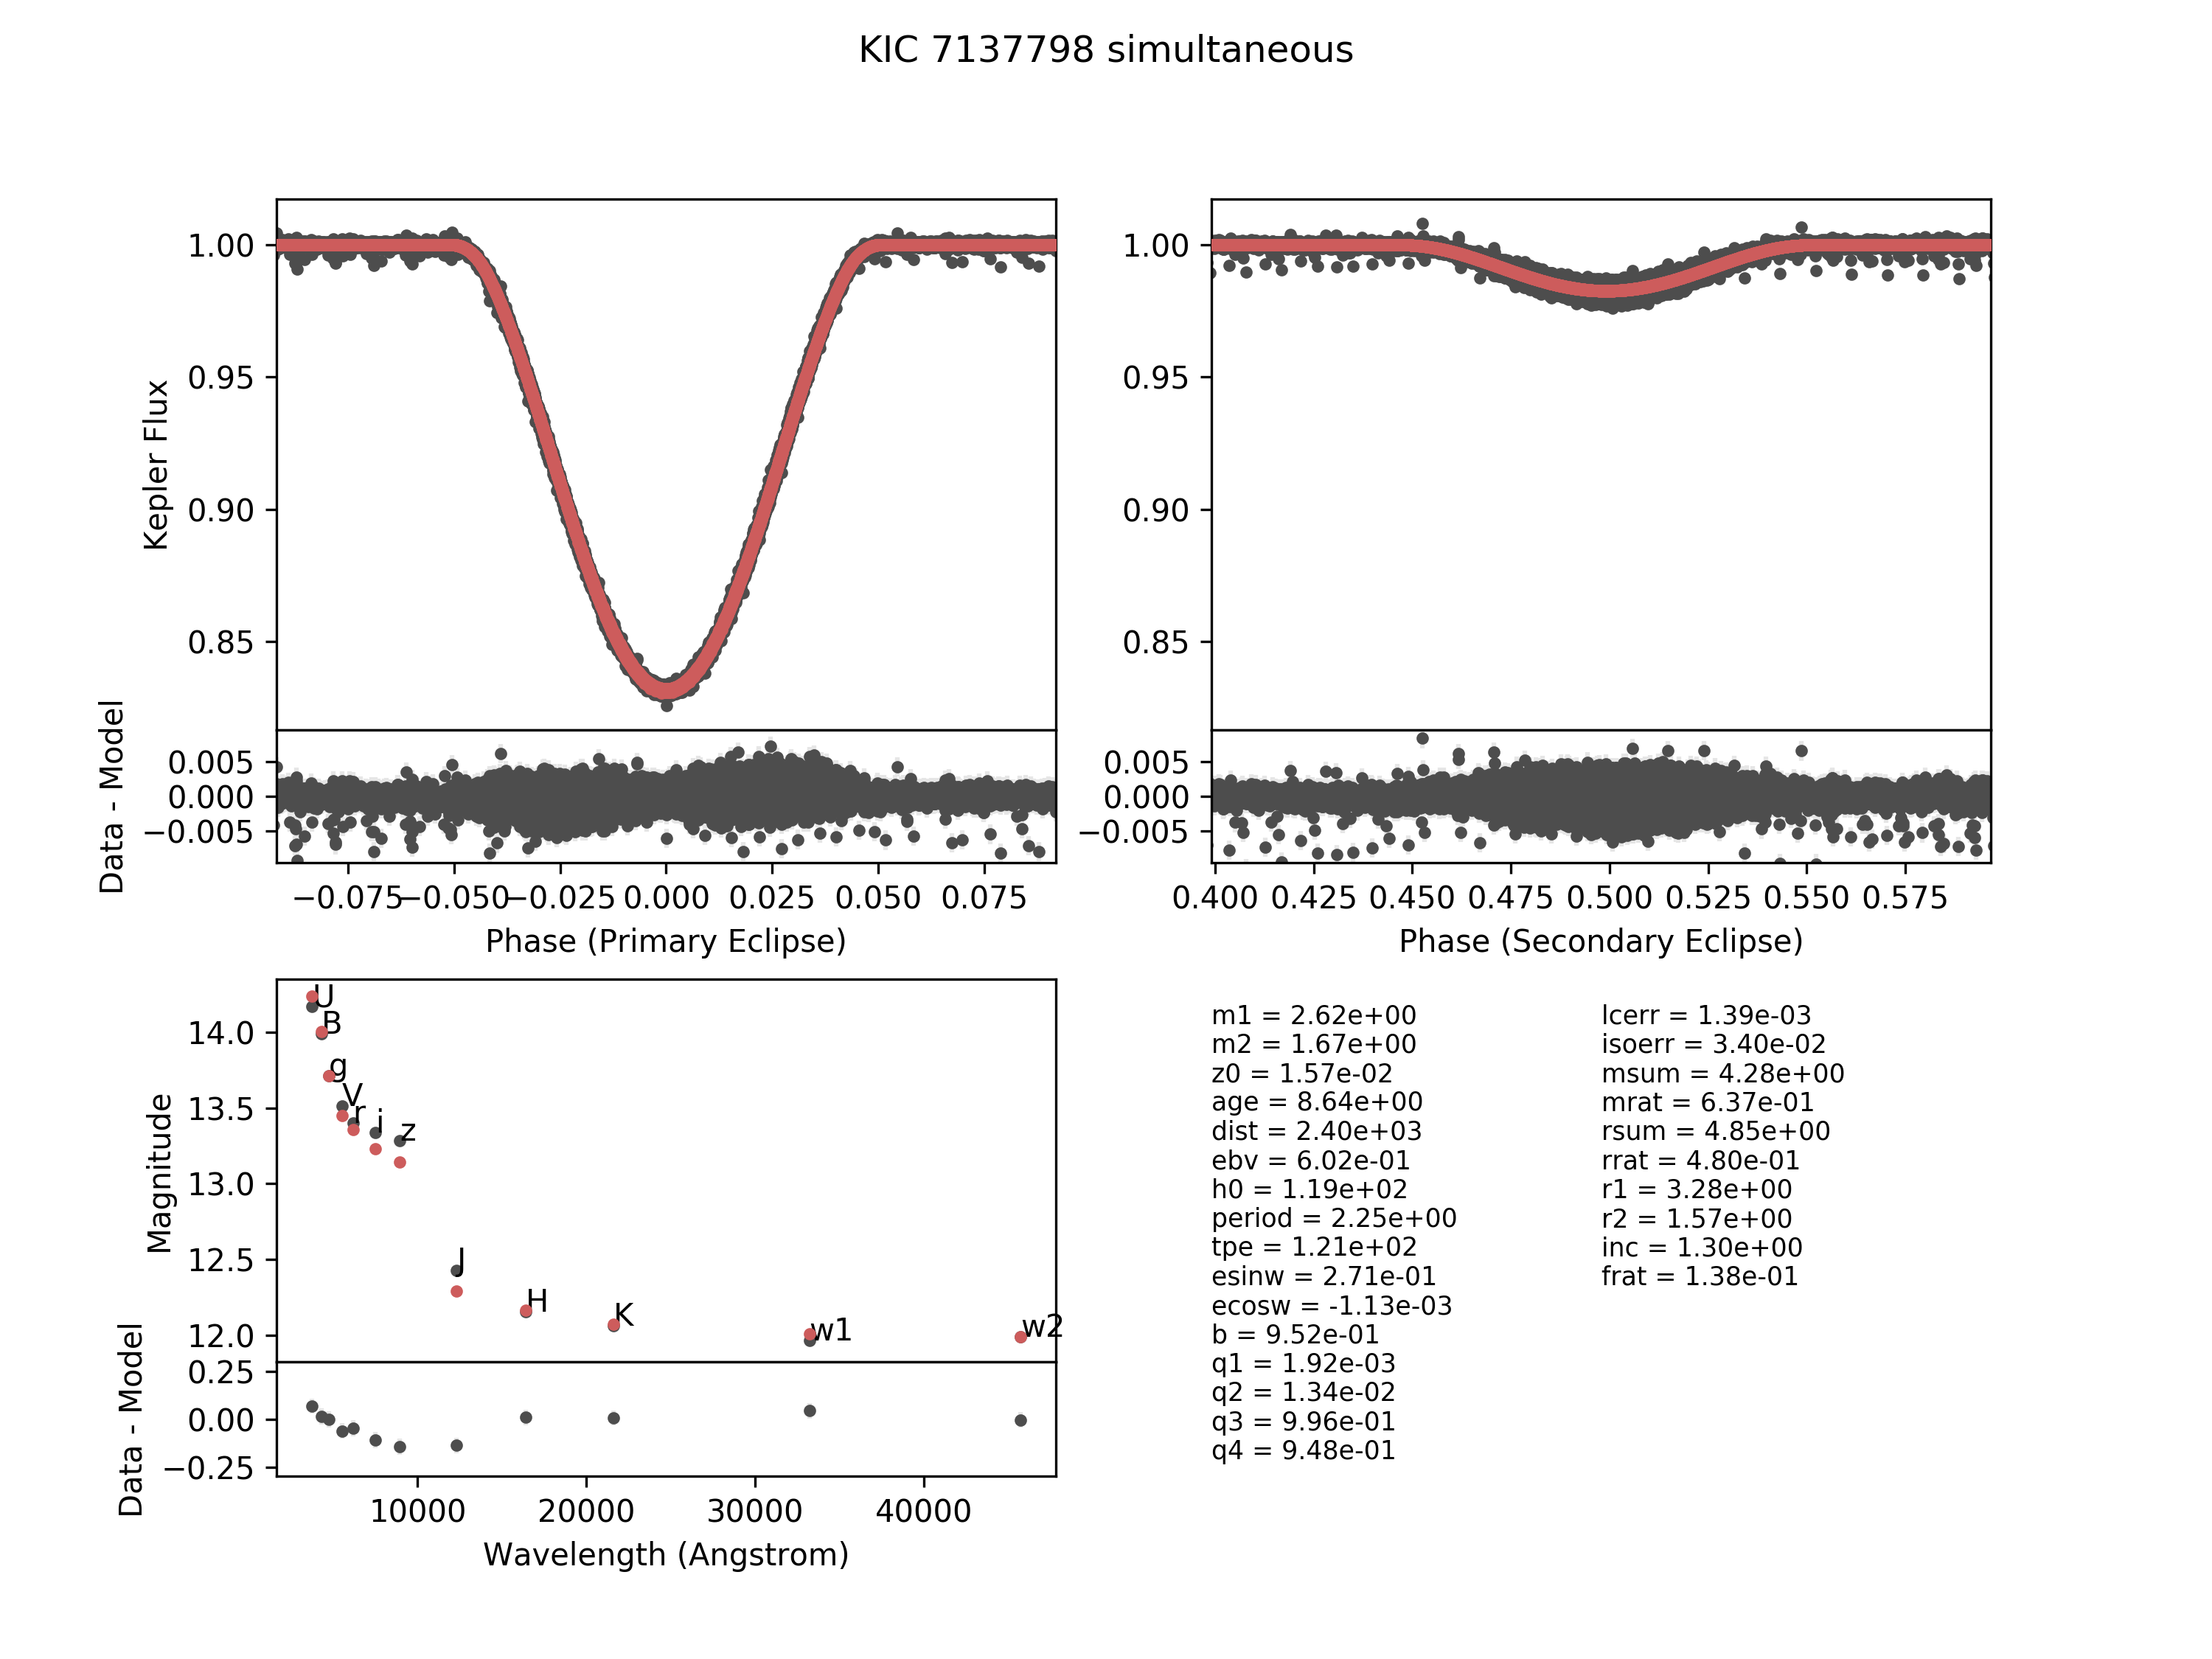 KIC 7137798 simultaneous
Kepler Flux
1.00
0.95
0.90
0.85
Data - Model
0.005
0.000
−0.005
−0.075 −0.050 −0.025 0.000 0.025 0.050 0.075
Phase (Primary Eclipse)
1.00
0.95
0.90
0.85
0.005
0.000
−0.005
0.400 0.425 0.450 0.475 0.500 0.525 0.550 0.575
Phase (Secondary Eclipse)
Magnitude
14.0
13.5
13.0
12.5
12.0
U
B
g
V
r
i
z
J
H
K
w1
w2
Data - Model
0.25
0.00
−0.25
10000 20000 30000 40000
Wavelength (Angstrom)
m1 = 2.62e+00
m2 = 1.67e+00
z0 = 1.57e-02
age = 8.64e+00
dist = 2.40e+03
ebv = 6.02e-01
h0 = 1.19e+02
period = 2.25e+00
tpe = 1.21e+02
esinw = 2.71e-01
ecosw = -1.13e-03
b = 9.52e-01
q1 = 1.92e-03
q2 = 1.34e-02
q3 = 9.96e-01
q4 = 9.48e-01
lcerr = 1.39e-03
isoerr = 3.40e-02
msum = 4.28e+00
mrat = 6.37e-01
rsum = 4.85e+00
rrat = 4.80e-01
r1 = 3.28e+00
r2 = 1.57e+00
inc = 1.30e+00
frat = 1.38e-01